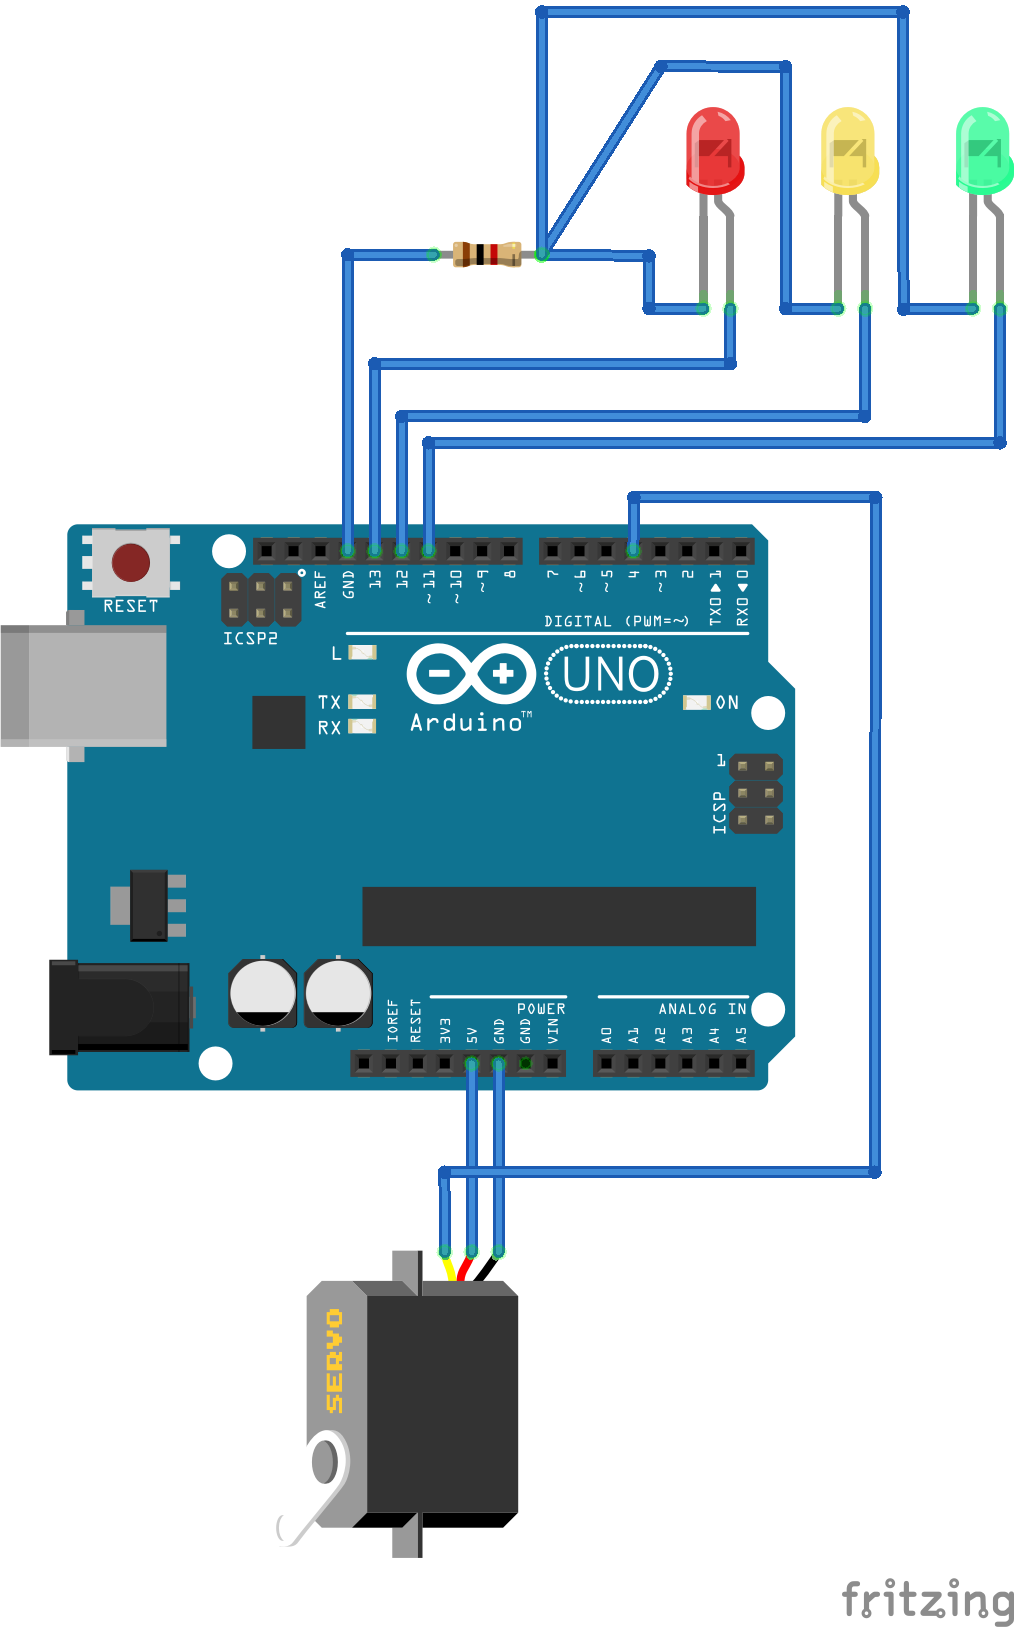 RESET
ICSP2
AREF
GND
13
12
~11
~10
~9
8
7
~6
~5
4
~3
2
TX0▶1
RX0◀0
DIGITAL (PWM=~)
L
TX
RX
UNO
Arduino™
ON
1
ICSP
IOREF
RESET
3V3
5V
GND
GND
VIN
POWER
ANALOG IN
A0
A1
A2
A3
A4
A5
SERVO
fritzing